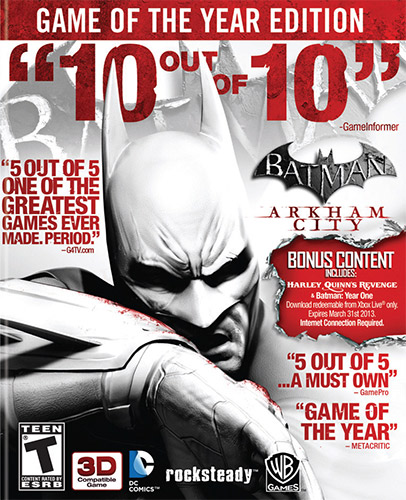 GAME OF THE YEAR EDITION
“10 OUT OF 10”
-GameInformer
“5 OUT OF 5
ONE OF THE
GREATEST
GAMES EVER
MADE. PERIOD.”
– G4TV.com
BATMAN
ARKHAM
CITY
BONUS CONTENT
INCLUDES:
HARLEY QUINN'S REVENGE
& Batman: Year One
Download redeemable from Xbox Live® only.
Expires March 31st 2013.
Internet Connection Required.
“5 OUT OF 5
...A MUST OWN”
– GamePro
“GAME OF
THE YEAR”
– METACRITIC
TEEN
T
CONTENT RATED BY
ESRB
3D
Compatible
Game
DC
COMICS™
rocksteady™
WB
GAMES